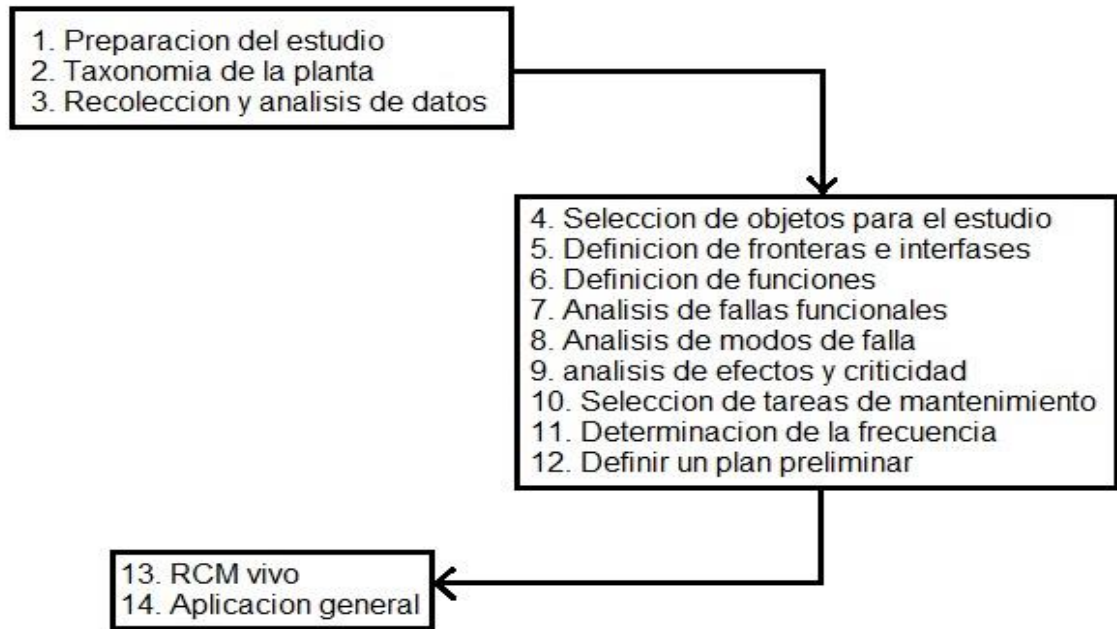 1. Preparacion del estudio
2. Taxonomia de la planta
3. Recoleccion y analisis de datos
4. Seleccion de objetos para el estudio
5. Definicion de fronteras e interfases
6. Definicion de funciones
7. Analisis de fallas funcionales
8. Analisis de modos de falla
9. analisis de efectos y criticidad
10. Seleccion de tareas de mantenimiento
11. Determinacion de la frecuencia
12. Definir un plan preliminar
13. RCM vivo
14. Aplicacion general